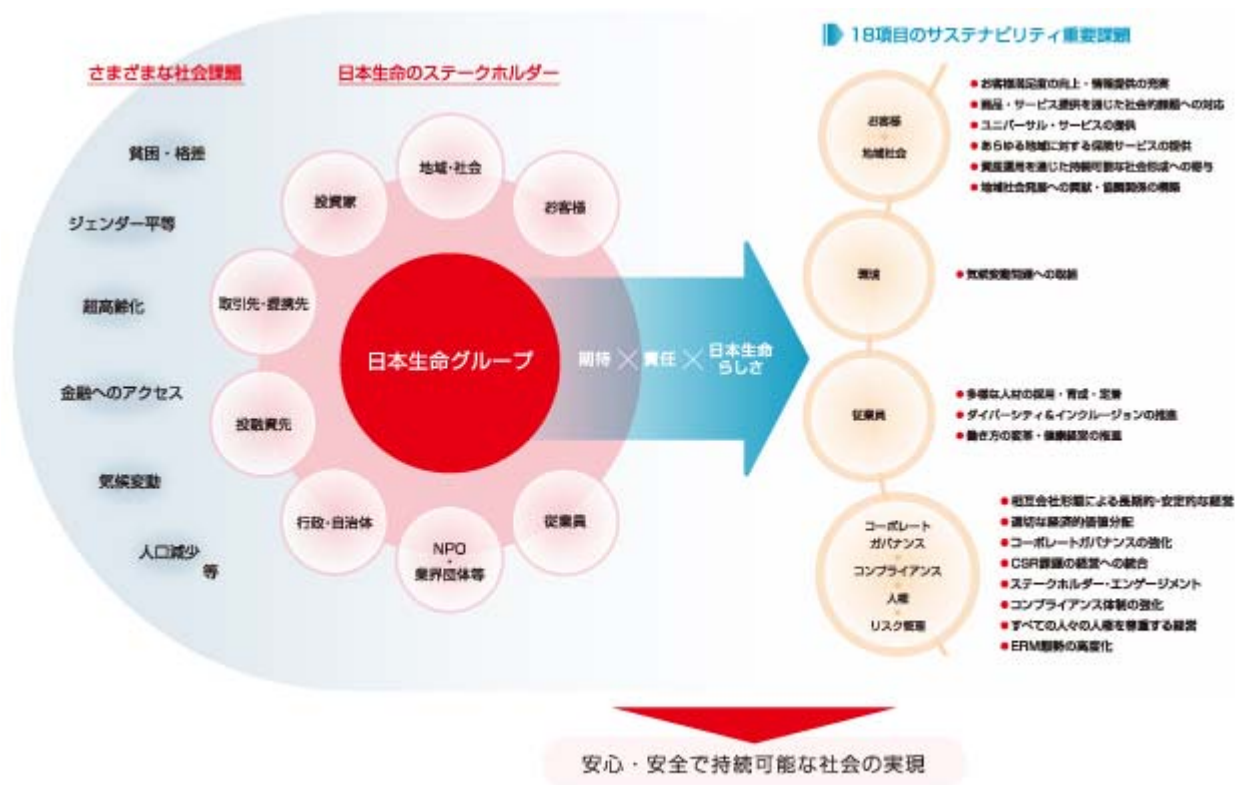 18項目のサステナビリティ重要課題
さまざまな社会課題
日本生命のステークホルダー
貧困・格差
ジェンダー平等
超高齢化
金融へのアクセス
気候変動
人口減少
等
地域・社会
投資家
お客様
取引先・提携先
投融資先
行政・自治体
NPO
・
業界団体等
従業員
日本生命グループ
期待×責任×日本生命
らしさ
お客様
・
地域社会
●お客様満足度の向上・情報提供の充実
●商品・サービス提供を通じた社会的課題への対応
●ユニバーサル・サービスの提供
●あらゆる地域に対する保険サービスの提供
●資産運用を通じた持続可能な社会形成への寄与
●地域社会発展への貢献・協働関係の構築
環境
●気候変動問題への取組
従業員
●多様な人材の採用・育成・定着
●ダイバーシティ&インクルージョンの推進
●働き方の変革・健康経営の推進
コーポレート
ガバナンス
・
コンプライアンス
・
人権
・
リスク管理
●相互会社形態による長期的・安定的な経営
●適切な経済的価値分配
●コーポレートガバナンスの強化
●CSR課題の経営への統合
●ステークホルダー・エンゲージメント
●コンプライアンス体制の強化
●すべての人々の人権を尊重する経営
●ERM態勢の高度化
安心・安全で持続可能な社会の実現